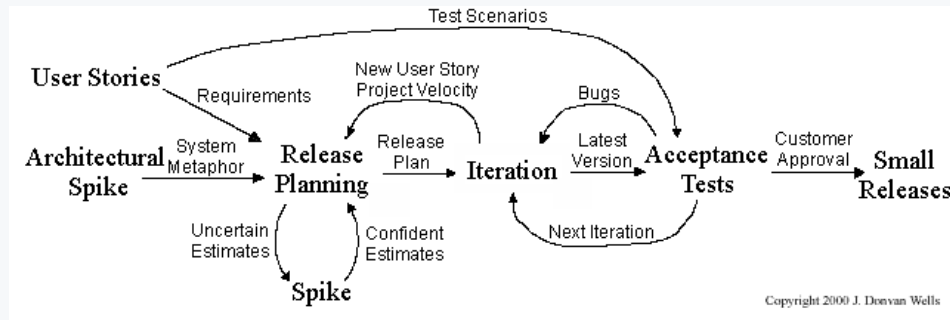 Test Scenarios
User Stories
New User Story
Project Velocity
Bugs
Requirements
Architectural
Spike
System
Metaphor
Release
Planning
Release
Plan
Iteration
Latest
Version
Acceptance
Tests
Customer
Approval
Small
Releases
Uncertain
Estimates
Confident
Estimates
Next Iteration
Spike
Copyright 2000 J. Donvan Wells